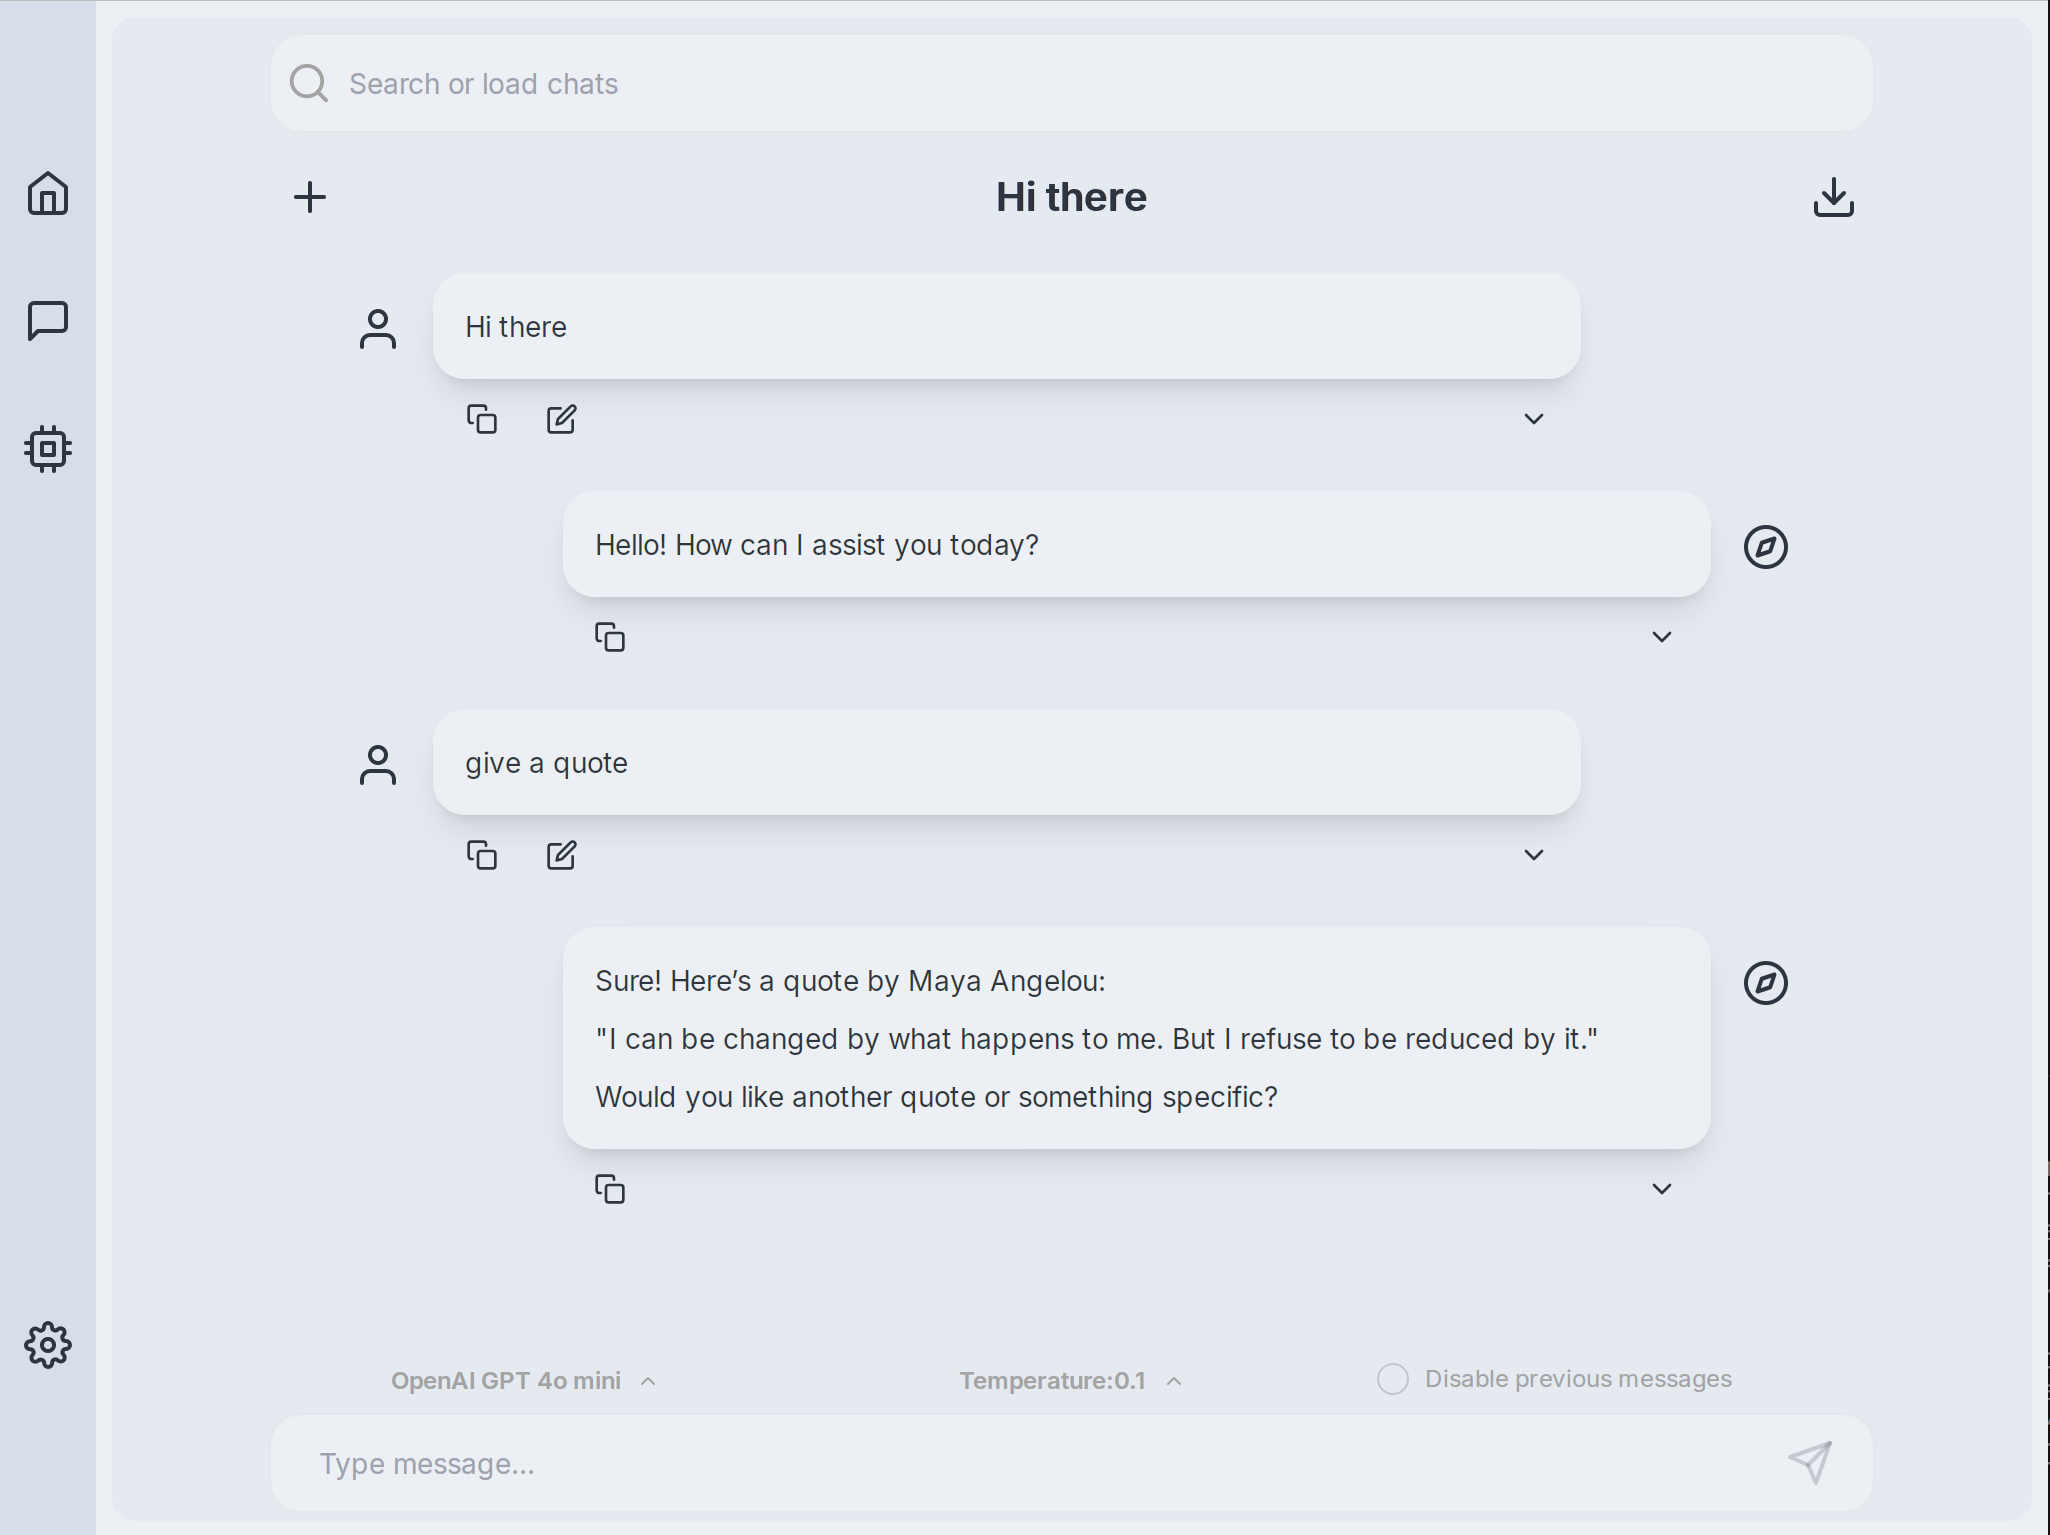 Search or load chats
Hi there
Hi there
Hello! How can I assist you today?
give a quote
Sure! Here’s a quote by Maya Angelou:
"I can be changed by what happens to me. But I refuse to be reduced by it."
Would you like another quote or something specific?
OpenAI GPT 4o mini
Temperature:0.1
Disable previous messages
Type message...